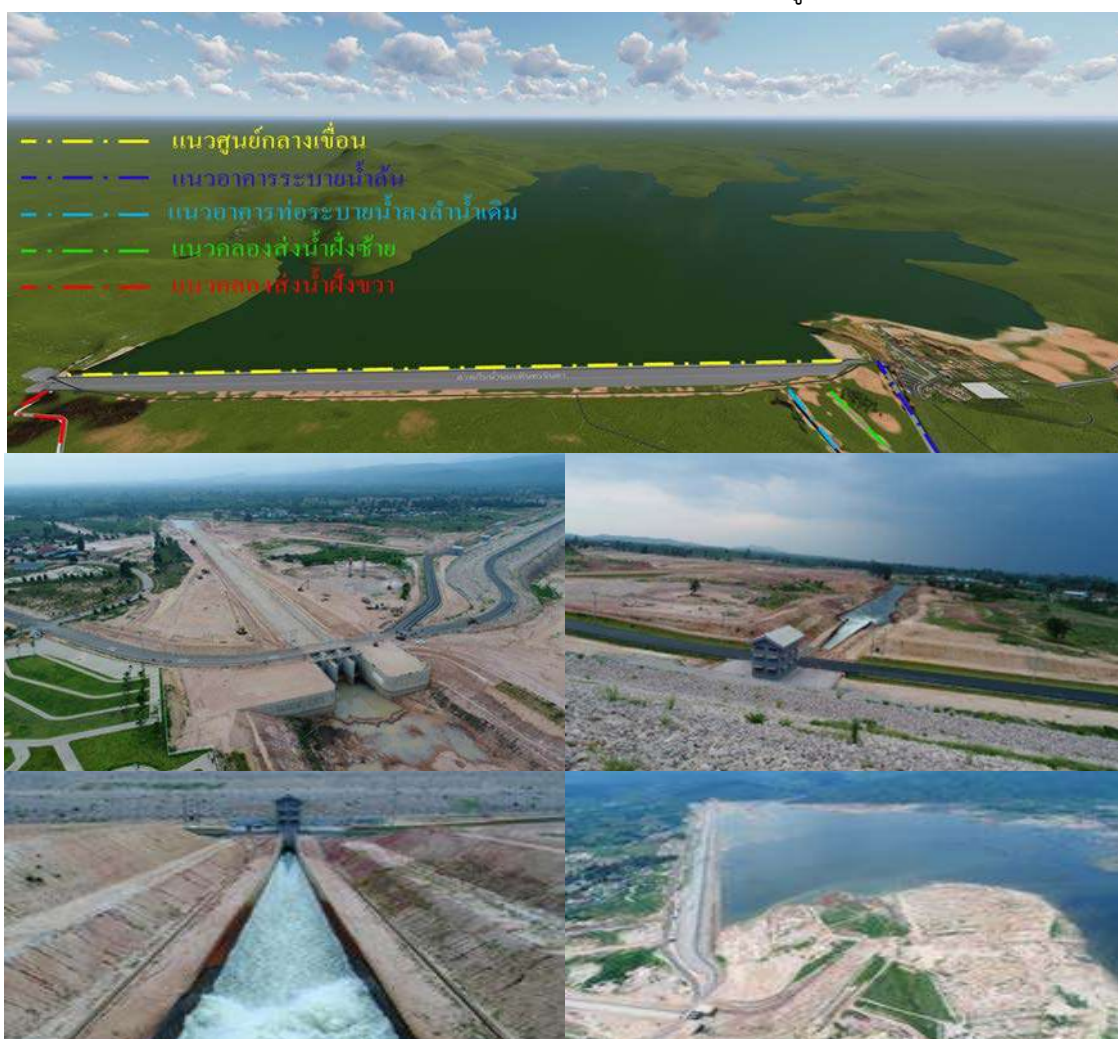 แนวศูนย์กลางเขื่อน
แนวอาคารระบายน้ำล้น
แนวอาคารท่อระบายน้ำลงลำน้ำเดิม
แนวคลองส่งน้ำฝั่งซ้าย
แนวคลองส่งน้ำฝั่งขวา